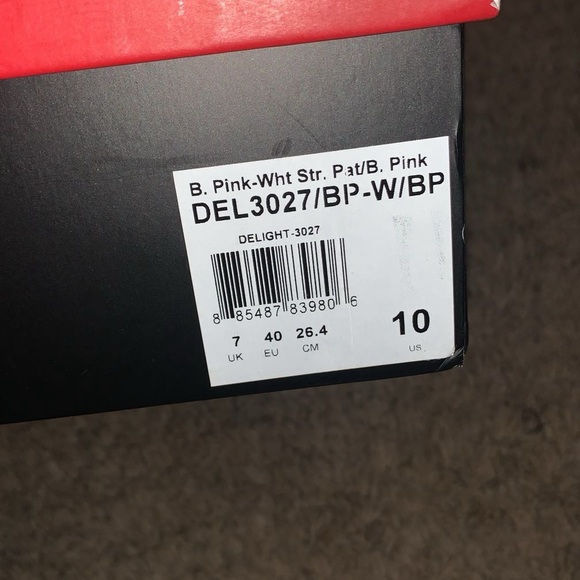 B. Pink-Wht Str. Pat/B. Pink
DEL3027/BP-W/BP
DELIGHT-3027
8 85487 83980 6
7 40 26.4 10
UK EU CM US